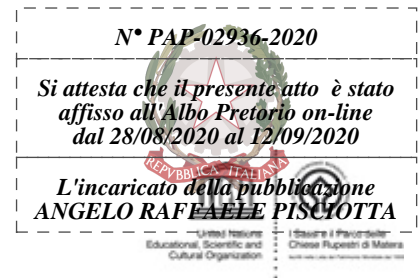 N° PAP-02936-2020
Si attesta che il presente atto è stato
affisso all'Albo Pretorio on-line
dal 28/08/2020 al 12/09/2020
REPVBBLICA ITALIANA
L'incaricato della pubblicazione
ANGELO RAFFAELE PISCIOTTA
United Nations
Educational, Scientific and
Cultural Organization
I Sassi e il Parco delle
Chiese Rupestri di Matera